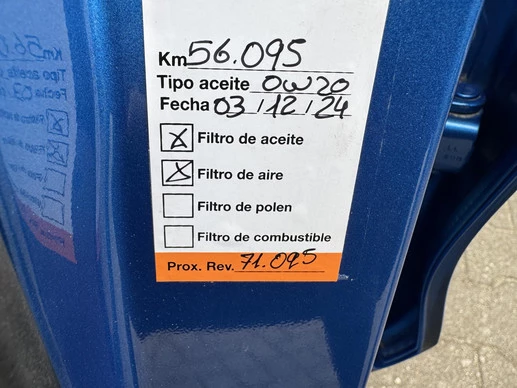 Km 56.095
Tipo aceite 0W20
Fecha 03/12/24
Filtro de aceite
Filtro de aire
Filtro de polen
Filtro de combustible
Prox. Rev. 71.095